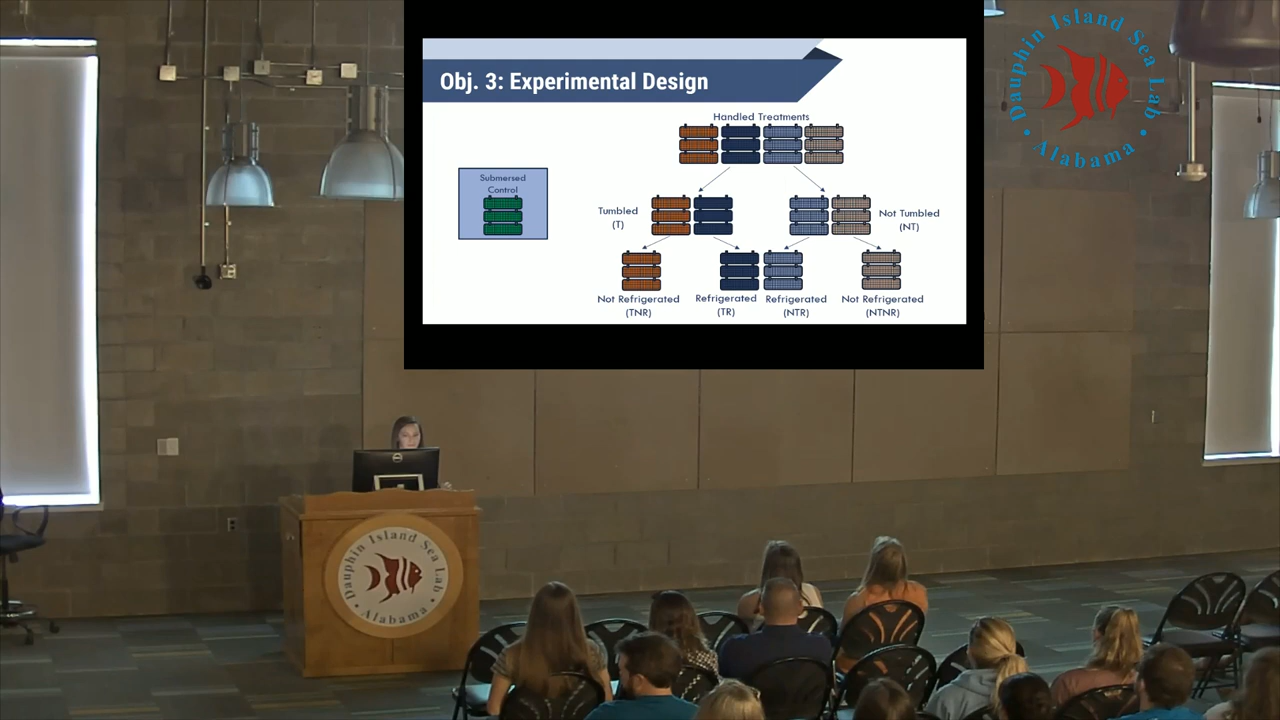 Obj. 3: Experimental Design
Handled Treatments
Submersed
Control
Tumbled
(T)
Not Tumbled
(NT)
Not Refrigerated
(TNR)
Refrigerated
(TR)
Refrigerated
(NTR)
Not Refrigerated
(NTNR)
Dauphin Island Sea Lab
Alabama
DELL
Dauphin Island Sea Lab
Alabama